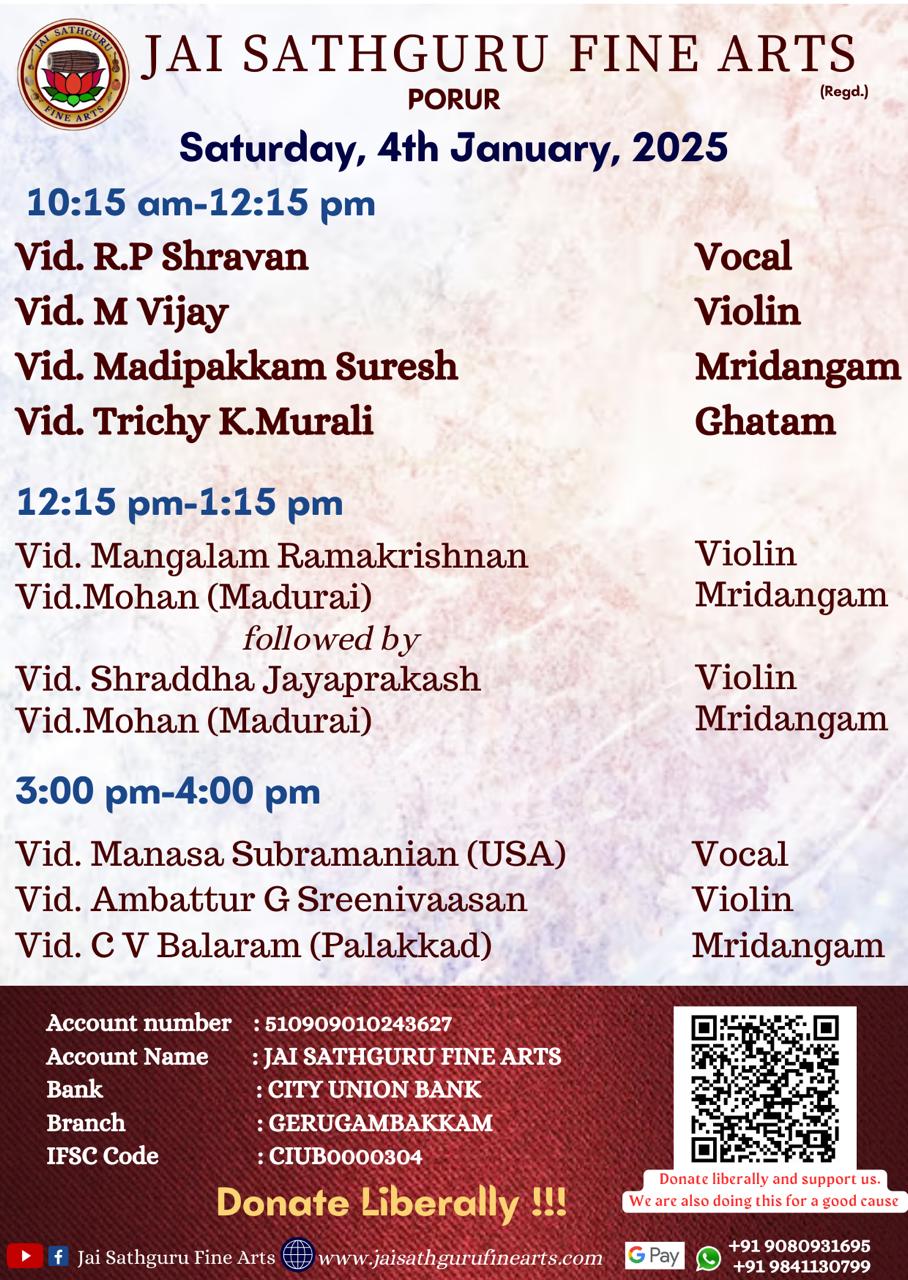 JAI SATHGURU FINE ARTS
JAI SATHGURU FINE ARTS
PORUR
(Regd.)
Saturday, 4th January, 2025
10:15 am-12:15 pm
Vid. R.P Shravan Vocal
Vid. M Vijay Violin
Vid. Madipakkam Suresh Mridangam
Vid. Trichy K.Murali Ghatam
12:15 pm-1:15 pm
Vid. Mangalam Ramakrishnan Violin
Vid.Mohan (Madurai) Mridangam
followed by
Vid. Shraddha Jayaprakash Violin
Vid.Mohan (Madurai) Mridangam
3:00 pm-4:00 pm
Vid. Manasa Subramanian (USA) Vocal
Vid. Ambattur G Sreenivaasan Violin
Vid. C V Balaram (Palakkad) Mridangam
Account number : 510909010243627
Account Name : JAI SATHGURU FINE ARTS
Bank : CITY UNION BANK
Branch : GERUGAMBAKKAM
IFSC Code : CIUB0000304
Donate Liberally !!!
Donate liberally and support us.
We are also doing this for a good cause
Jai Sathguru Fine Arts www.jaisathgurufinearts.com G Pay +91 9080931695
+91 9841130799